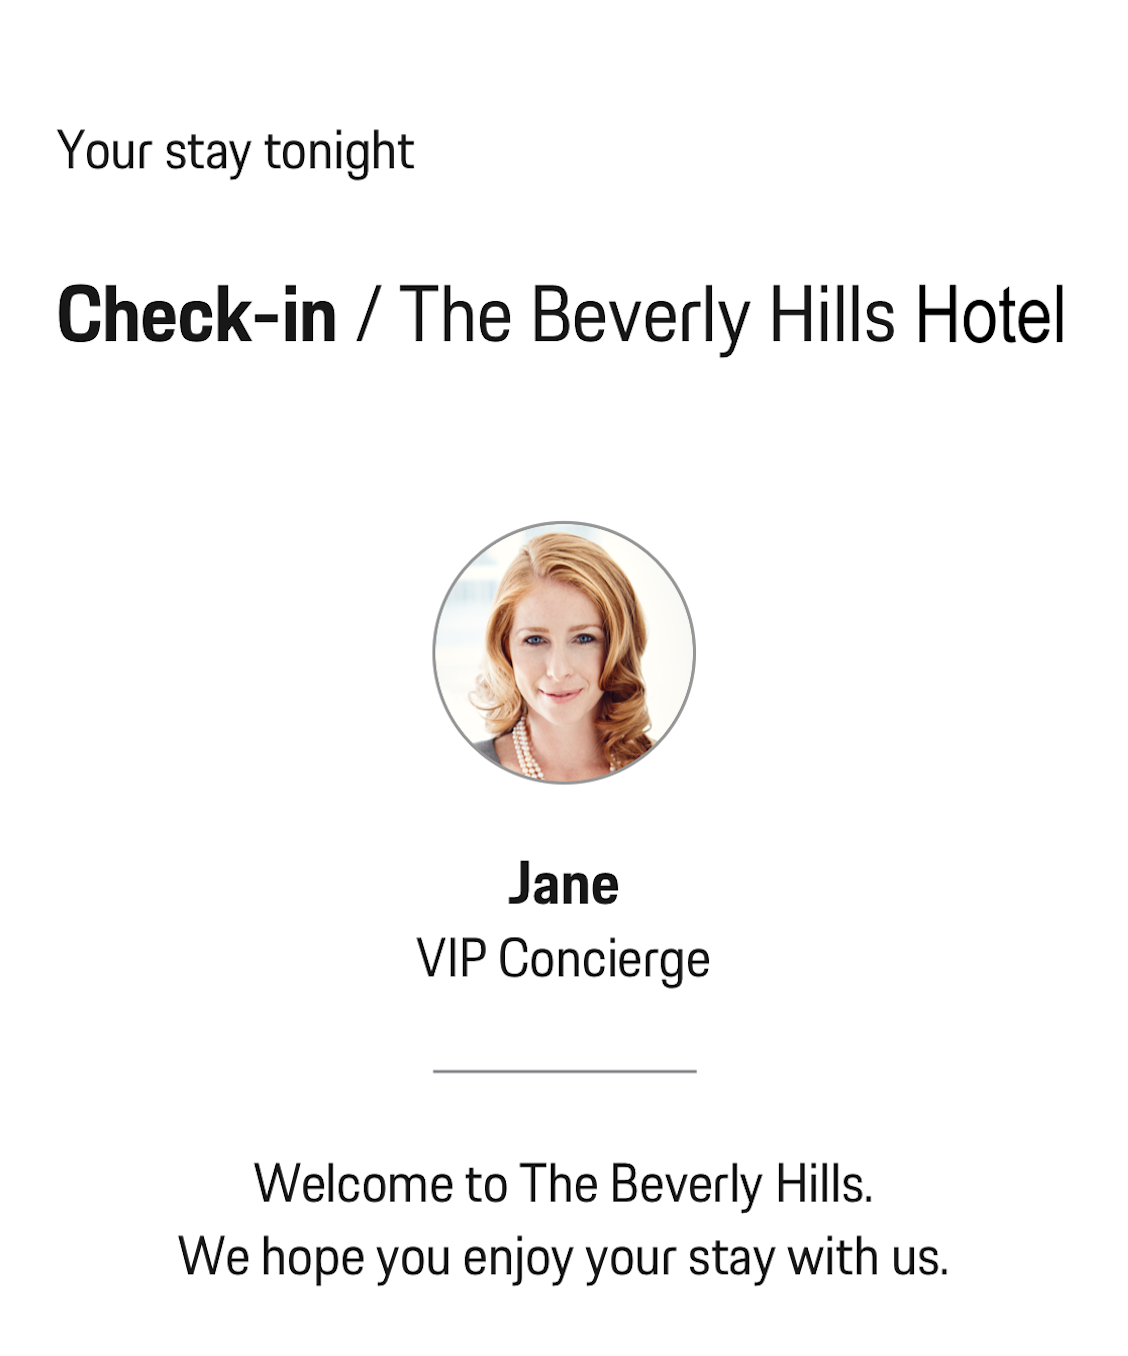 Your stay tonight
Check-in / The Beverly Hills Hotel
Jane
VIP Concierge
Welcome to The Beverly Hills.
We hope you enjoy your stay with us.